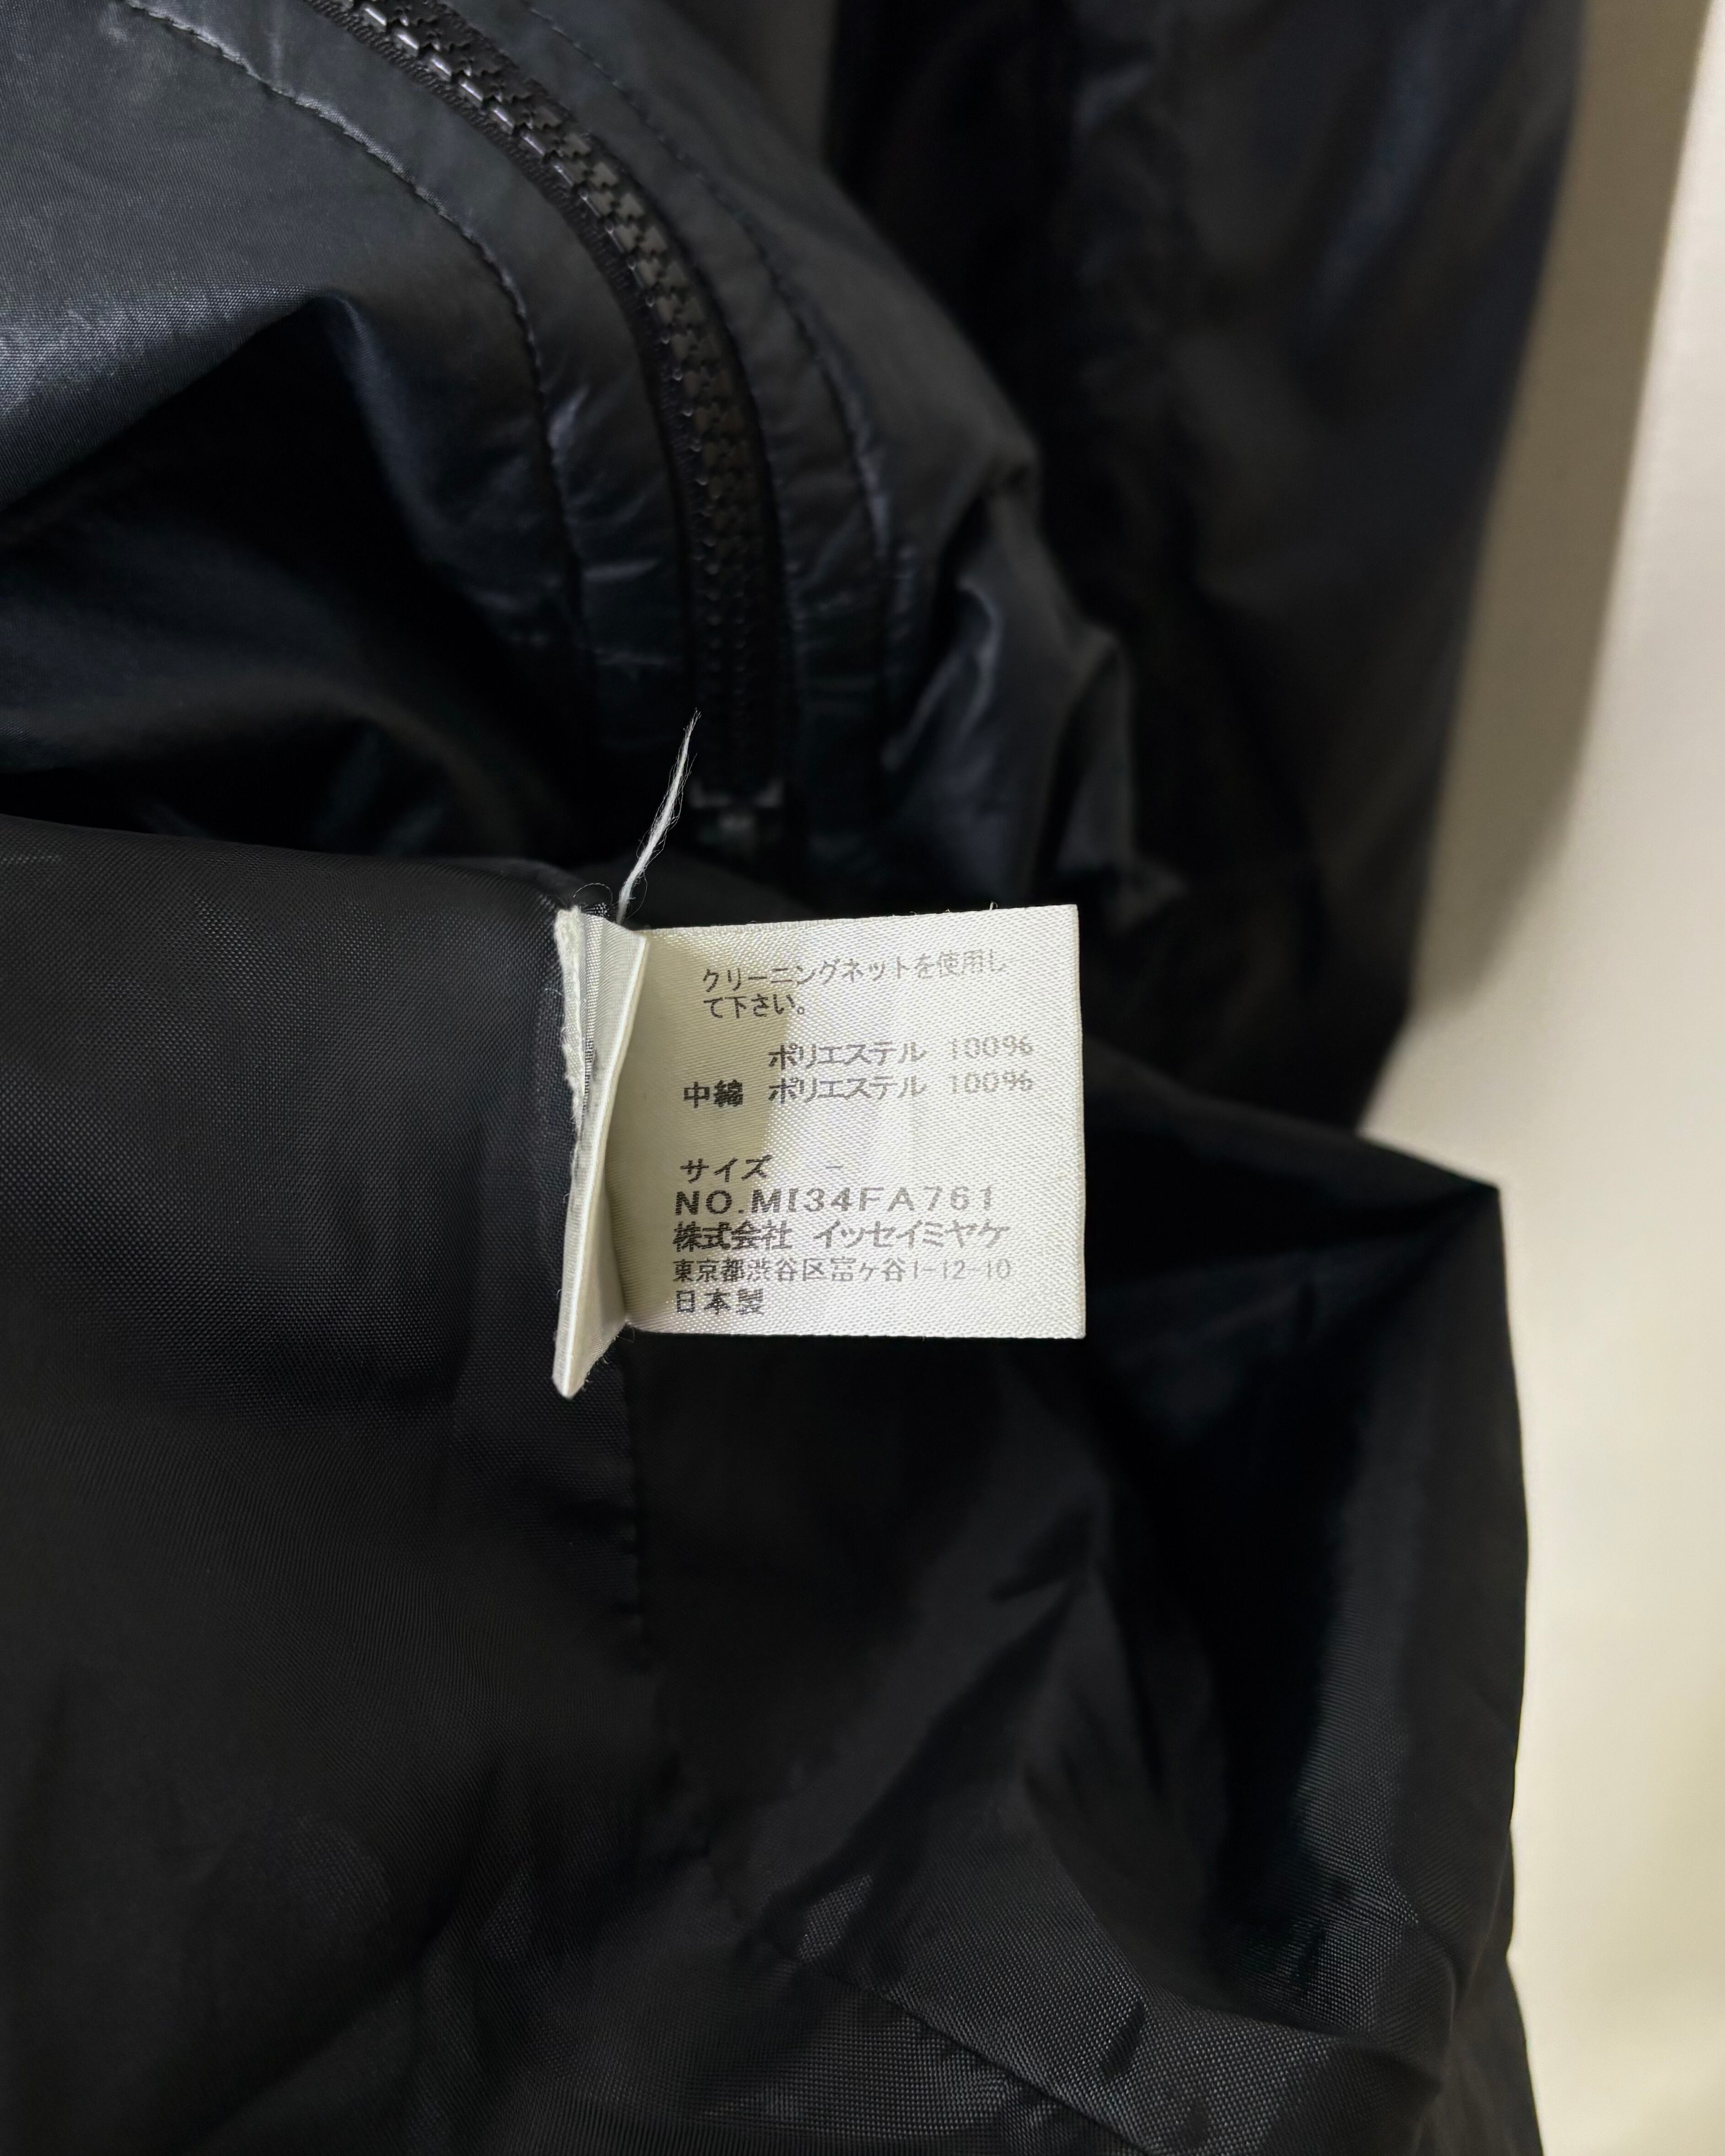 クリーニングネットを使用し
て下さい。
ポリエステル 100%
中綿 ポリエステル 100%
サイズ -
NO.MI34FA761
株式会社 イッセイミヤケ
東京都渋谷区富ヶ谷1-12-10
日本製